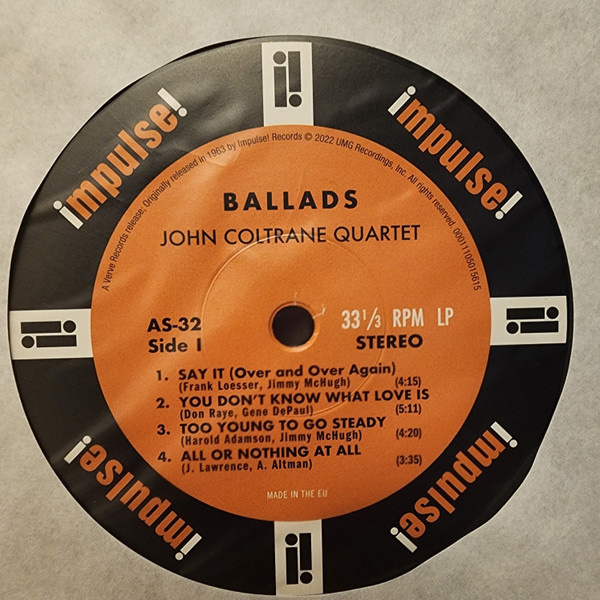 impulse!
impulse!
A Verve Records release; Originally released in 1963 by Impulse! Records © 2022 UMG Recordings, Inc. All rights reserved. 00011105015615
BALLADS
JOHN COLTRANE QUARTET
AS-32 33 1/3 RPM LP
Side I STEREO
1. SAY IT (Over and Over Again)
(Frank Loesser, Jimmy McHugh) (4:15)
2. YOU DON'T KNOW WHAT LOVE IS
(Don Raye, Gene DePaul) (5:11)
3. TOO YOUNG TO GO STEADY
(Harold Adamson, Jimmy McHugh) (4:20)
4. ALL OR NOTHING AT ALL
(J. Lawrence, A. Altman) (3:35)
MADE IN THE EU
impulse!
impulse!